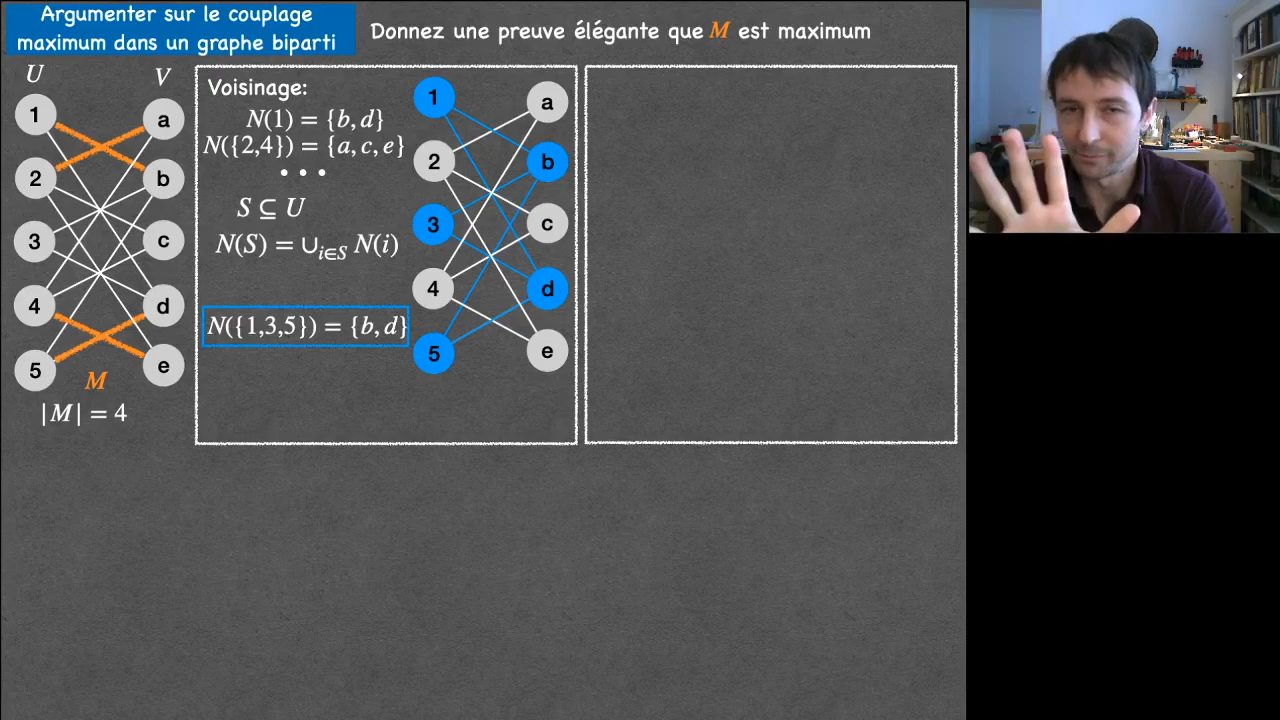 Argumenter sur le couplage
maximum dans un graphe biparti
Donnez une preuve élégante que M est maximum
U V
1 a
2 b
3 c
4 d
5 e
M
|M| = 4
Voisinage:
N(1) = {b, d}
N({2,4}) = {a, c, e}
• • •
S ⊆ U
N(S) = ∪i∈S N(i)
N({1,3,5}) = {b, d}
1 a
2 b
3 c
4 d
5 e